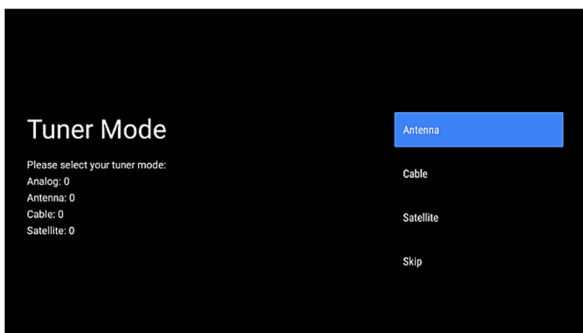 Tuner Mode
Please select your tuner mode:
Analog: 0
Antenna: 0
Cable: 0
Satellite: 0
Antenna
Cable
Satellite
Skip